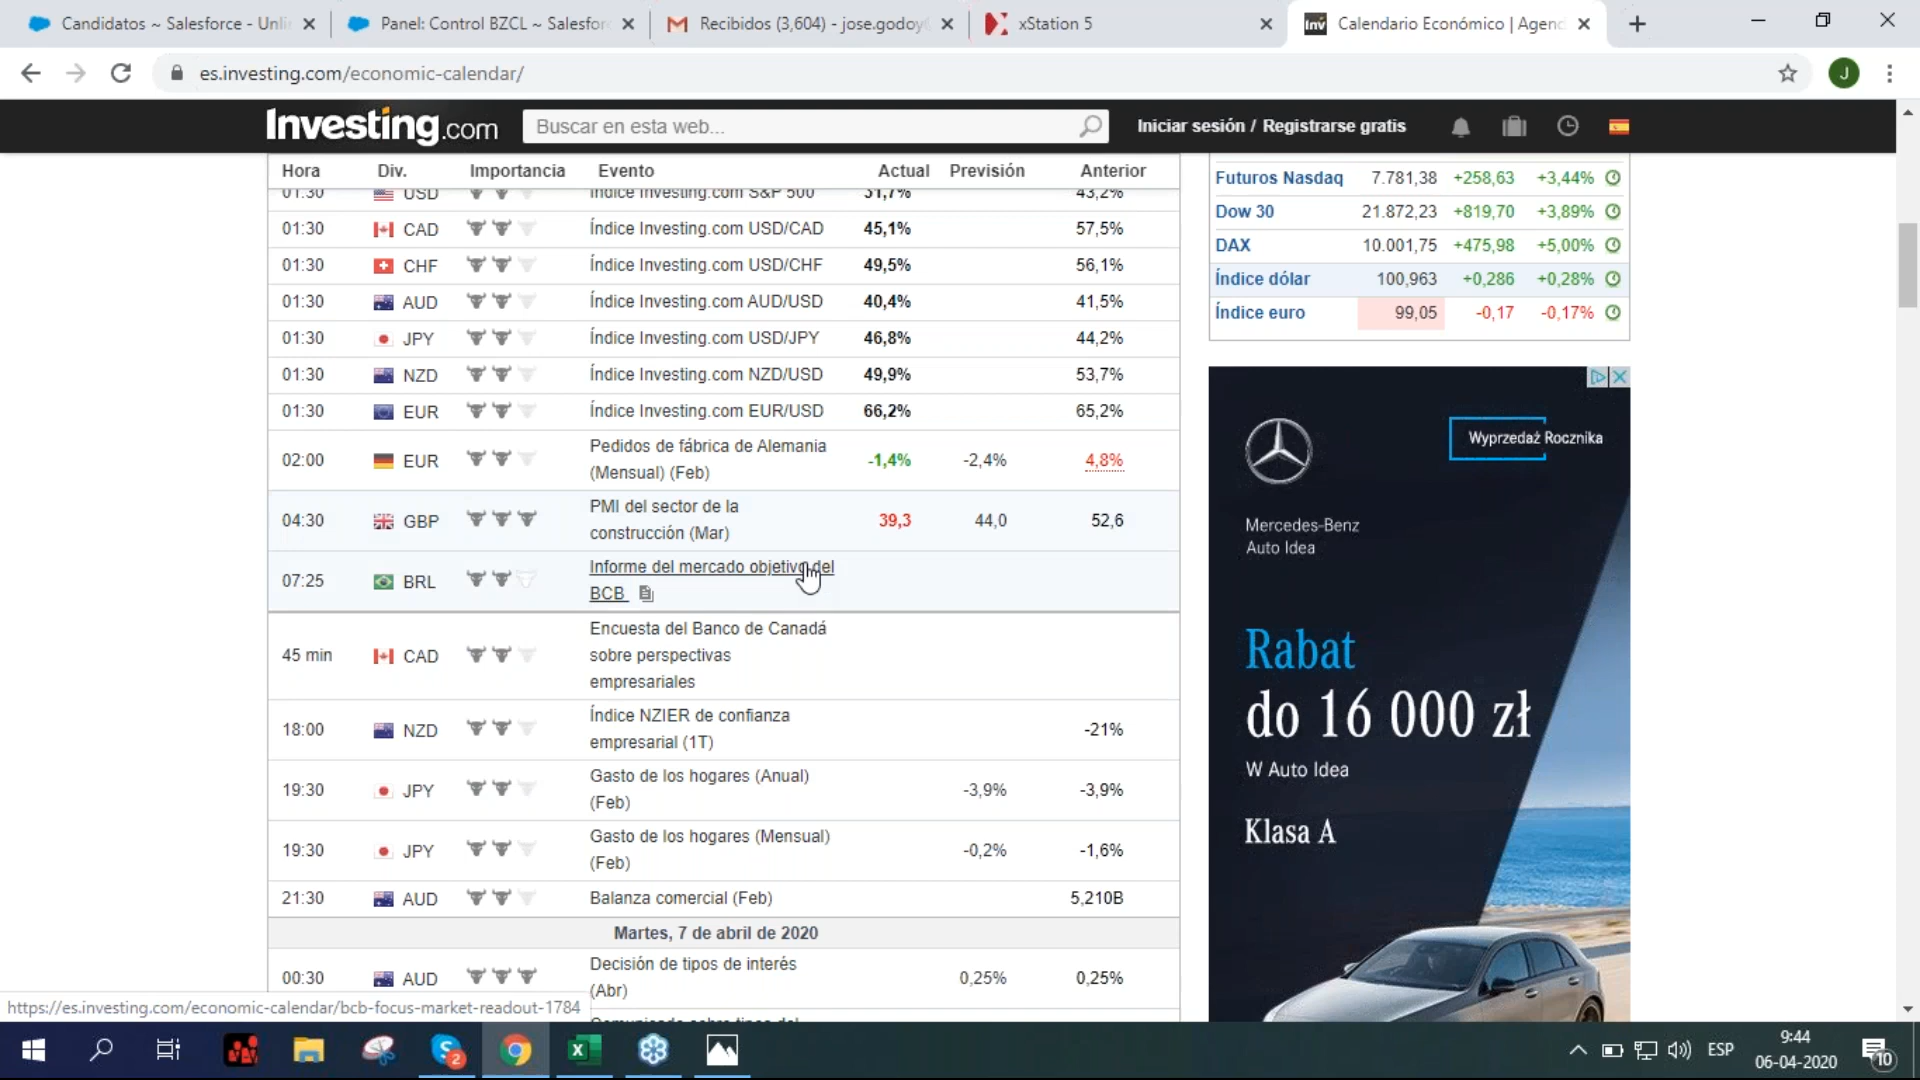 Candidatos ~ Salesforce - Unli
Panel: Control BZCL ~ Salesforc
Recibidos (3,604) - jose.godoy
xStation 5
Inv
Calendario Económico | Agenc
es.investing.com/economic-calendar/
J
Investing.com
Buscar en esta web...
Iniciar sesión / Registrarse gratis
Hora Div. Importancia Evento Actual Previsión Anterior
01:30 USD Índice Investing.com S&P 500 31,7% 43,2%
01:30 CAD Índice Investing.com USD/CAD 45,1% 57,5%
01:30 CHF Índice Investing.com USD/CHF 49,5% 56,1%
01:30 AUD Índice Investing.com AUD/USD 40,4% 41,5%
01:30 JPY Índice Investing.com USD/JPY 46,8% 44,2%
01:30 NZD Índice Investing.com NZD/USD 49,9% 53,7%
01:30 EUR Índice Investing.com EUR/USD 66,2% 65,2%
Pedidos de fábrica de Alemania
02:00 EUR -1,4% -2,4% 4,8%
(Mensual) (Feb)
PMI del sector de la
04:30 GBP 39,3 44,0 52,6
construcción (Mar)
Informe del mercado objetivo del
07:25 BRL
BCB
Encuesta del Banco de Canadá
45 min CAD sobre perspectivas
empresariales
Índice NZIER de confianza
18:00 NZD -21%
empresarial (1T)
Gasto de los hogares (Anual)
19:30 JPY -3,9% -3,9%
(Feb)
Gasto de los hogares (Mensual)
19:30 JPY -0,2% -1,6%
(Feb)
21:30 AUD Balanza comercial (Feb) 5,210B
Martes, 7 de abril de 2020
Decisión de tipos de interés
00:30 AUD 0,25% 0,25%
(Abr)
Futuros Nasdaq 7.781,38 +258,63 +3,44%
Dow 30 21.872,23 +819,70 +3,89%
DAX 10.001,75 +475,98 +5,00%
Índice dólar 100,963 +0,286 +0,28%
Índice euro 99,05 -0,17 -0,17%
Wyprzedaż Rocznika
Mercedes-Benz
Auto Idea
Rabat
do 16 000 zł
W Auto Idea
Klasa A
https://es.investing.com/economic-calendar/bcb-focus-market-readout-1784
2
ESP
9:44
06-04-2020
10